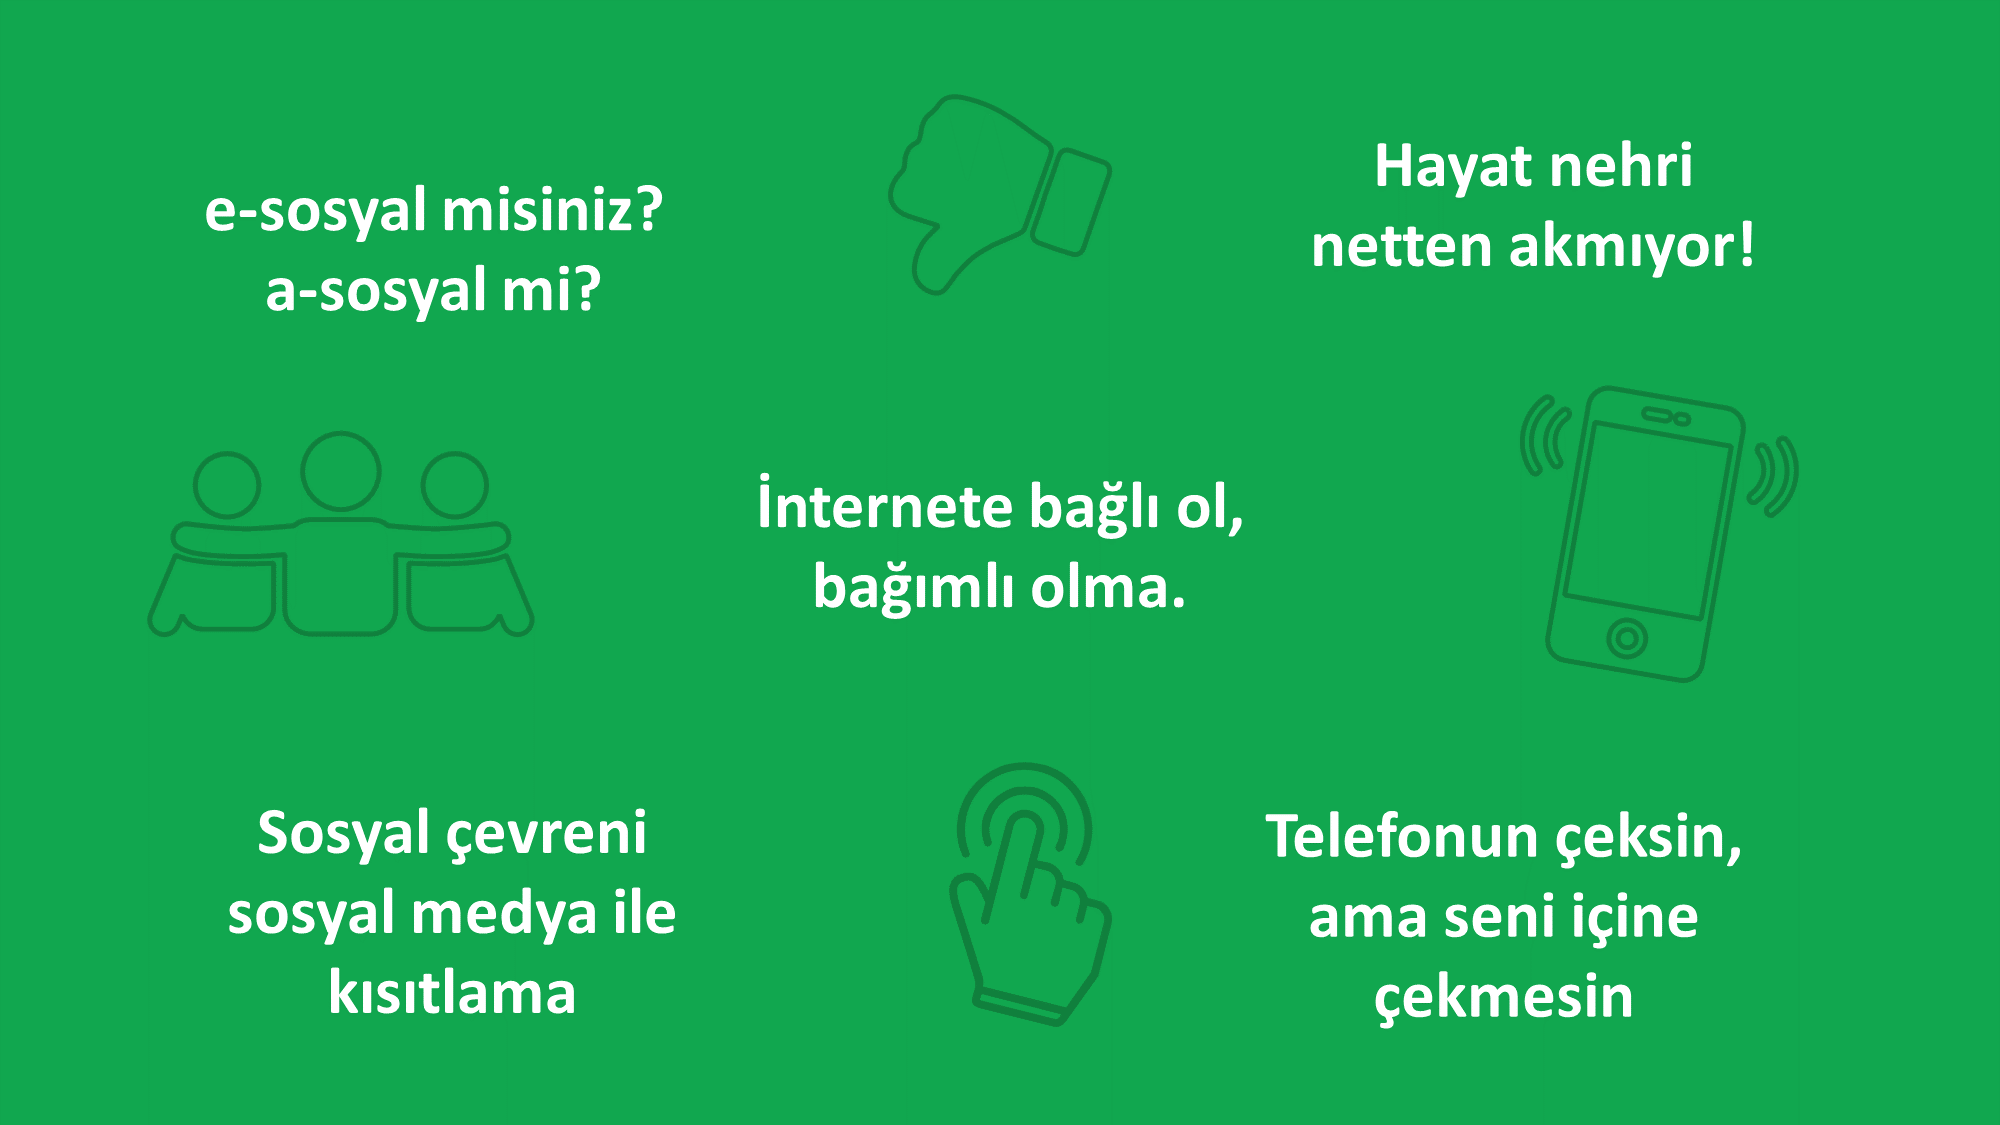 e-sosyal misiniz?
a-sosyal mi?
Hayat nehri
netten akmıyor!
İnternete bağlı ol,
bağımlı olma.
Sosyal çevreni
sosyal medya ile
kısıtlama
Telefonun çeksin,
ama seni içine
çekmesin